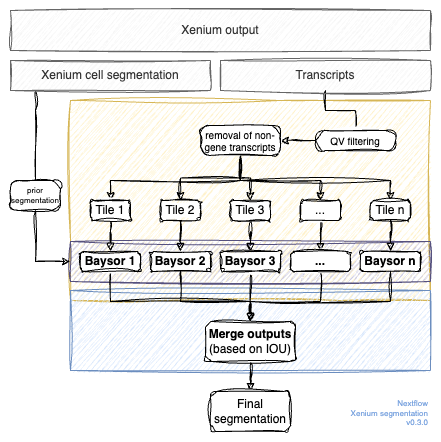 Xenium output
Xenium cell segmentation
Transcripts
QV filtering
removal of non-
gene transcripts
prior
segmentation
Tile 1
Tile 2
Tile 3
...
Tile n
Baysor 1
Baysor 2
Baysor 3
...
Baysor n
Merge outputs
(based on IOU)
Final
segmentation
Nextflow
Xenium segmentation
v0.3.0